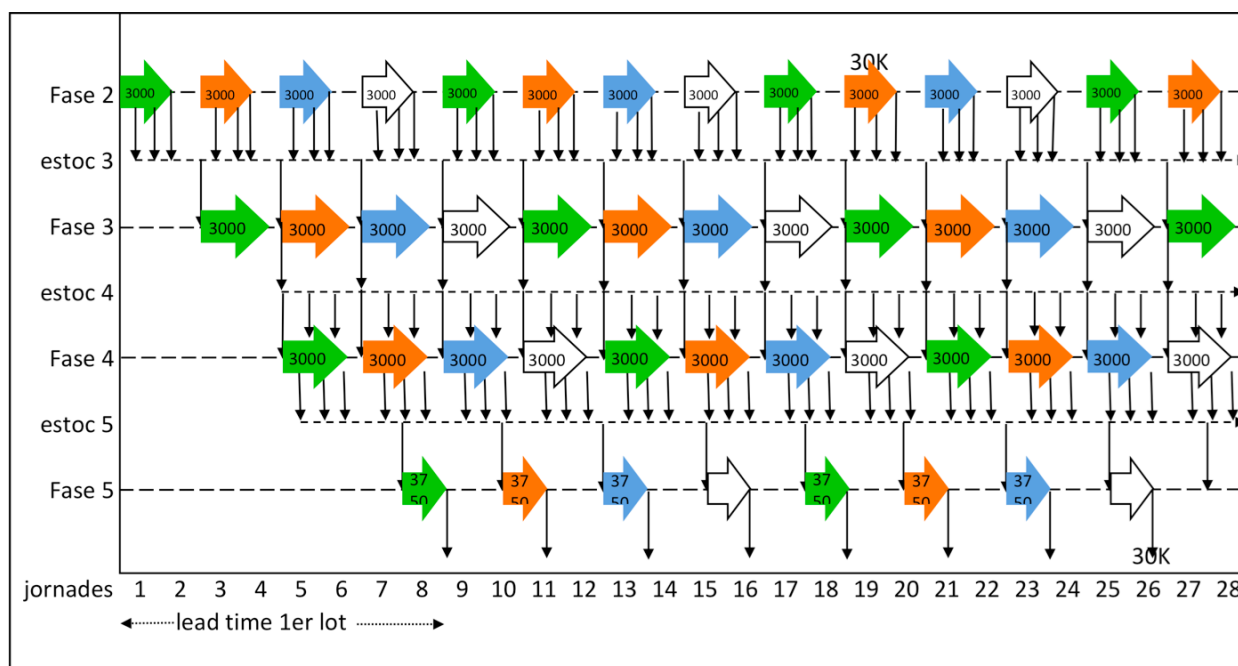 30K
Fase 2 3000 3000 3000 3000 3000 3000 3000 3000 3000 3000 3000 3000 3000 3000
estoc 3
Fase 3 3000 3000 3000 3000 3000 3000 3000 3000 3000 3000 3000 3000 3000
estoc 4
Fase 4 3000 3000 3000 3000 3000 3000 3000 3000 3000 3000 3000 3000
estoc 5
37 37 37 37 37 37
Fase 5 50 50 50 50 50 50
30K
jornades 1 2 3 4 5 6 7 8 9 10 11 12 13 14 15 16 17 18 19 20 21 22 23 24 25 26 27 28
lead time 1er lot